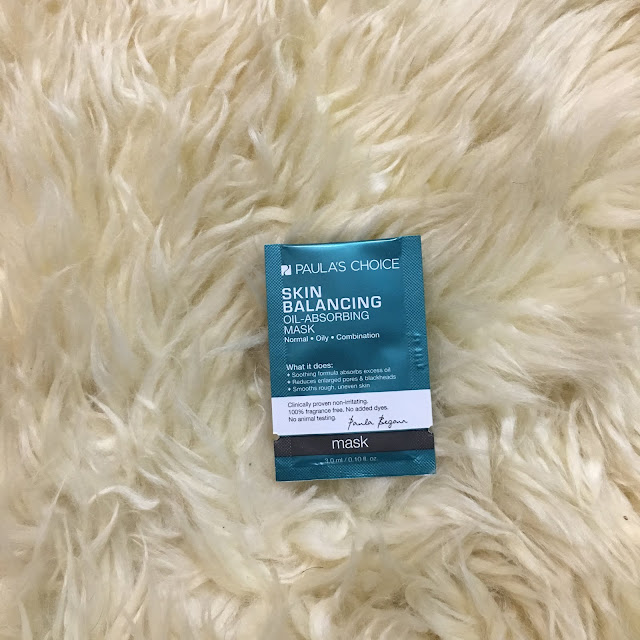 PAULA'S CHOICE
SKIN
BALANCING
OIL-ABSORBING
MASK
Normal • Oily • Combination
What it does:
• Soothing formula absorbs excess oil
• Reduces enlarged pores & blackheads
• Smooths rough, uneven skin
Clinically proven non-irritating.
100% fragrance free. No added dyes.
No animal testing. Paula Begoun
mask
3.0 ml / 0.10 fl. oz.